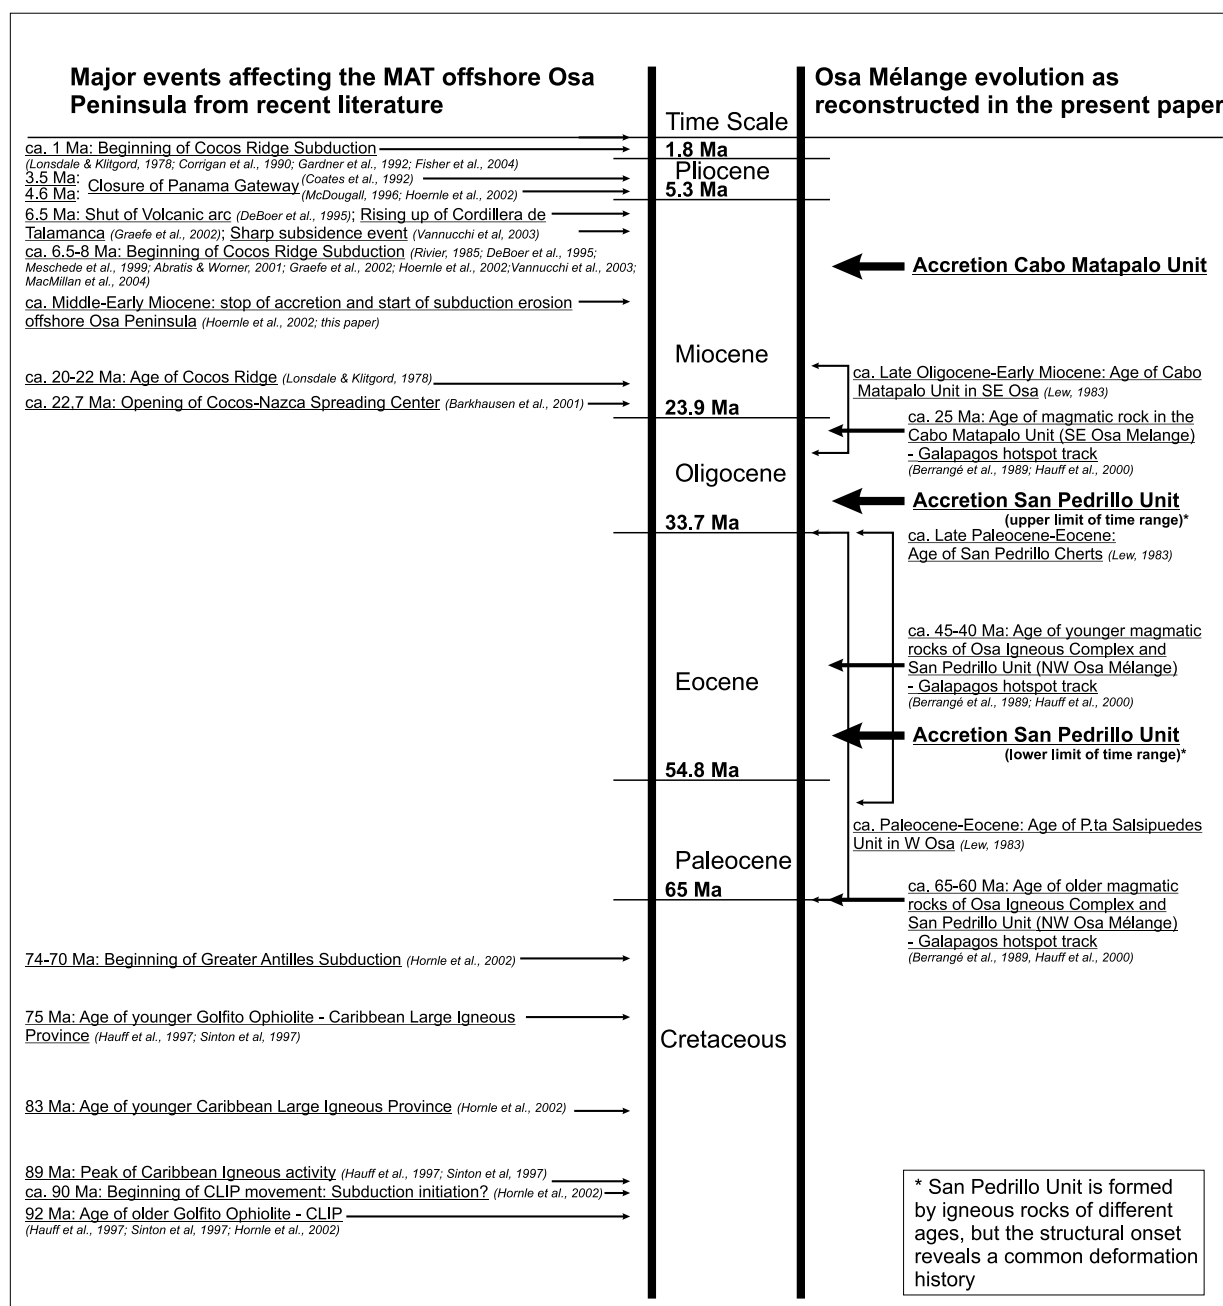 Major events affecting the MAT offshore Osa
Peninsula from recent literature
ca. 1 Ma: Beginning of Cocos Ridge Subduction
(Lonsdale & Klitgord, 1978; Corrigan et al., 1990; Gardner et al., 1992; Fisher et al., 2004)
3.5 Ma:
4.6 Ma:
Closure of Panama Gateway
(Coates et al., 1992)
(McDougall, 1996; Hoernle et al., 2002)
6.5 Ma: Shut of Volcanic arc (DeBoer et al., 1995); Rising up of Cordillera de
Talamanca (Graefe et al., 2002); Sharp subsidence event (Vannucchi et al, 2003)
ca. 6.5-8 Ma: Beginning of Cocos Ridge Subduction (Rivier, 1985; DeBoer et al., 1995;
Meschede et al., 1999; Abratis & Worner, 2001; Graefe et al., 2002; Hoernle et al., 2002;Vannucchi et al., 2003;
MacMillan et al., 2004)
ca. Middle-Early Miocene: stop of accretion and start of subduction erosion
offshore Osa Peninsula (Hoernle et al., 2002; this paper)
ca. 20-22 Ma: Age of Cocos Ridge (Lonsdale & Klitgord, 1978)
ca. 22,7 Ma: Opening of Cocos-Nazca Spreading Center (Barkhausen et al., 2001)
74-70 Ma: Beginning of Greater Antilles Subduction (Hornle et al., 2002)
75 Ma: Age of younger Golfito Ophiolite - Caribbean Large Igneous
Province (Hauff et al., 1997; Sinton et al, 1997)
83 Ma: Age of younger Caribbean Large Igneous Province (Hornle et al., 2002)
89 Ma: Peak of Caribbean Igneous activity (Hauff et al., 1997; Sinton et al, 1997)
ca. 90 Ma: Beginning of CLIP movement: Subduction initiation? (Hornle et al., 2002)
92 Ma: Age of older Golfito Ophiolite - CLIP
(Hauff et al., 1997; Sinton et al, 1997; Hornle et al., 2002)
Time Scale
1.8 Ma
Pliocene
5.3 Ma
Miocene
23.9 Ma
Oligocene
33.7 Ma
Eocene
54.8 Ma
Paleocene
65 Ma
Cretaceous
Osa Mélange evolution as
reconstructed in the present paper
Accretion Cabo Matapalo Unit
ca. Late Oligocene-Early Miocene: Age of Cabo
Matapalo Unit in SE Osa (Lew, 1983)
ca. 25 Ma: Age of magmatic rock in the
Cabo Matapalo Unit (SE Osa Melange)
- Galapagos hotspot track
(Berrangé et al., 1989; Hauff et al., 2000)
Accretion San Pedrillo Unit
(upper limit of time range)*
ca. Late Paleocene-Eocene:
Age of San Pedrillo Cherts (Lew, 1983)
ca. 45-40 Ma: Age of younger magmatic
rocks of Osa Igneous Complex and
San Pedrillo Unit (NW Osa Mélange)
- Galapagos hotspot track
(Berrangé et al., 1989; Hauff et al., 2000)
Accretion San Pedrillo Unit
(lower limit of time range)*
ca. Paleocene-Eocene: Age of P.ta Salsipuedes
Unit in W Osa (Lew, 1983)
ca. 65-60 Ma: Age of older magmatic
rocks of Osa Igneous Complex and
San Pedrillo Unit (NW Osa Mélange)
- Galapagos hotspot track
(Berrangé et al., 1989, Hauff et al., 2000)
* San Pedrillo Unit is formed
by igneous rocks of different
ages, but the structural onset
reveals a common deformation
history